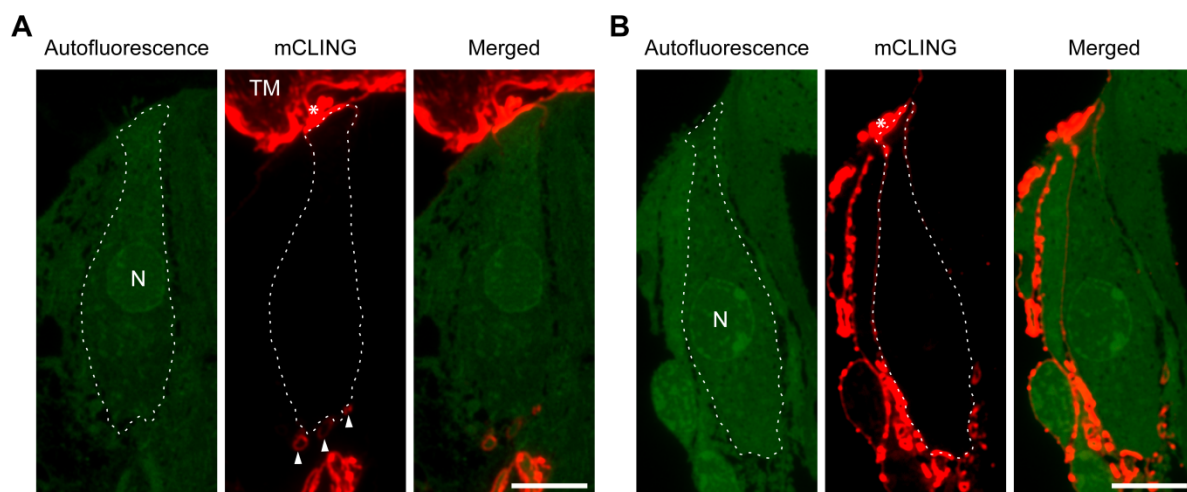 A
Autofluorescence
mCLING
Merged
TM
*
N
B
Autofluorescence
mCLING
Merged
*
N